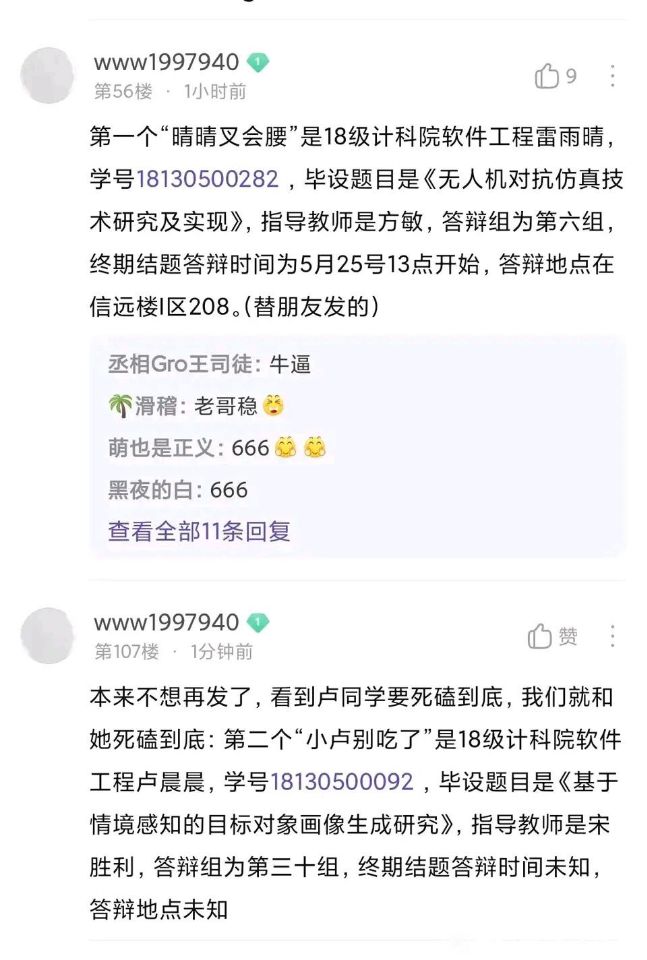 www1997940 1
第56楼 · 1小时前
9
第一个“晴晴叉会腰”是18级计科院软件工程雷雨晴，
学号18130500282，毕设题目是《无人机对抗仿真技
术研究及实现》，指导教师是方敏，答辩组为第六组，
终期结题答辩时间为5月25号13点开始，答辩地点在
信远楼I区208。（替朋友发的）
丞相Gro王司徒：牛逼
🌴滑稽：老哥稳😭
萌也是正义：666🤗🤗
黑夜的白：666
查看全部11条回复
www1997940 1
第107楼 · 1分钟前
赞
本来不想再发了，看到卢同学要死磕到底，我们就和
她死磕到底：第二个“小卢别吃了”是18级计科院软件
工程卢晨晨，学号18130500092，毕设题目是《基于
情境感知的目标对象画像生成研究》，指导教师是宋
胜利，答辩组为第三十组，终期结题答辩时间未知，
答辩地点未知